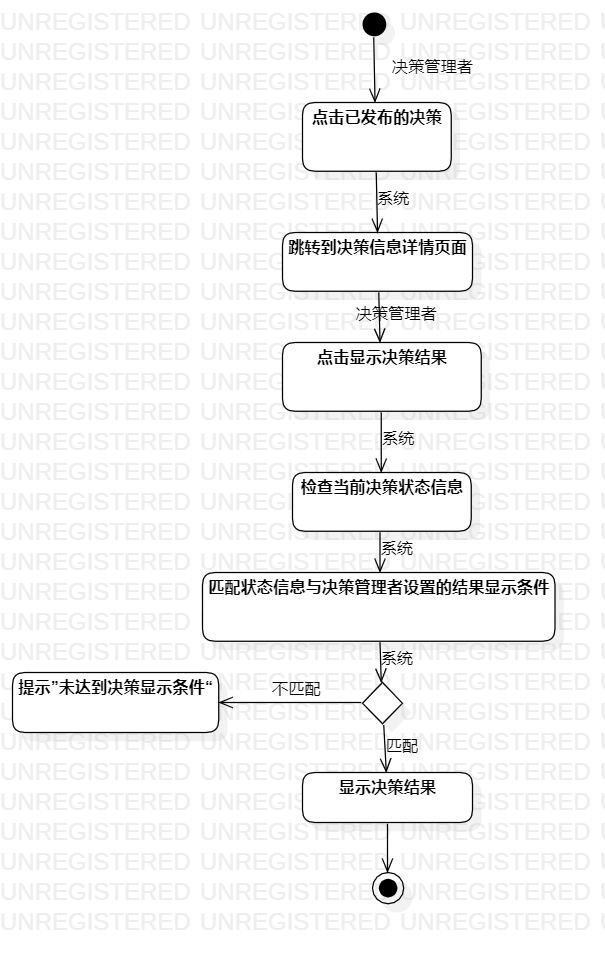 决策管理者
点击已发布的决策
系统
跳转到决策信息详情页面
决策管理者
点击显示决策结果
系统
检查当前决策状态信息
系统
匹配状态信息与决策管理者设置的结果显示条件
系统
提示”未达到决策显示条件“
不匹配
匹配
显示决策结果
UNREGISTERED UNREGISTERED UNREGISTERED